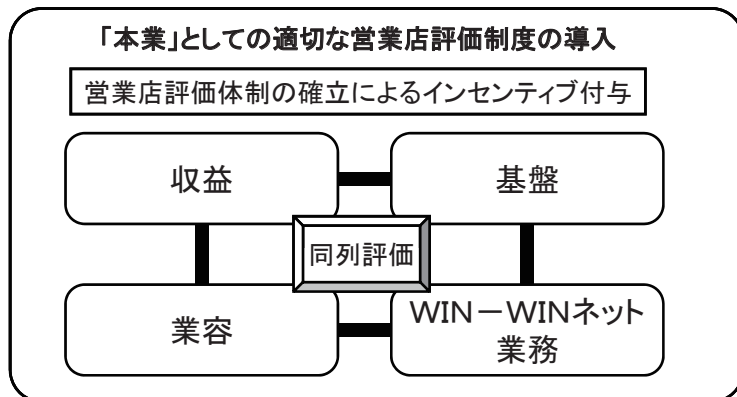 「本業」としての適切な営業店評価制度の導入
営業店評価体制の確立によるインセンティブ付与
収益
基盤
同列評価
業容
WIN－WINネット
業務